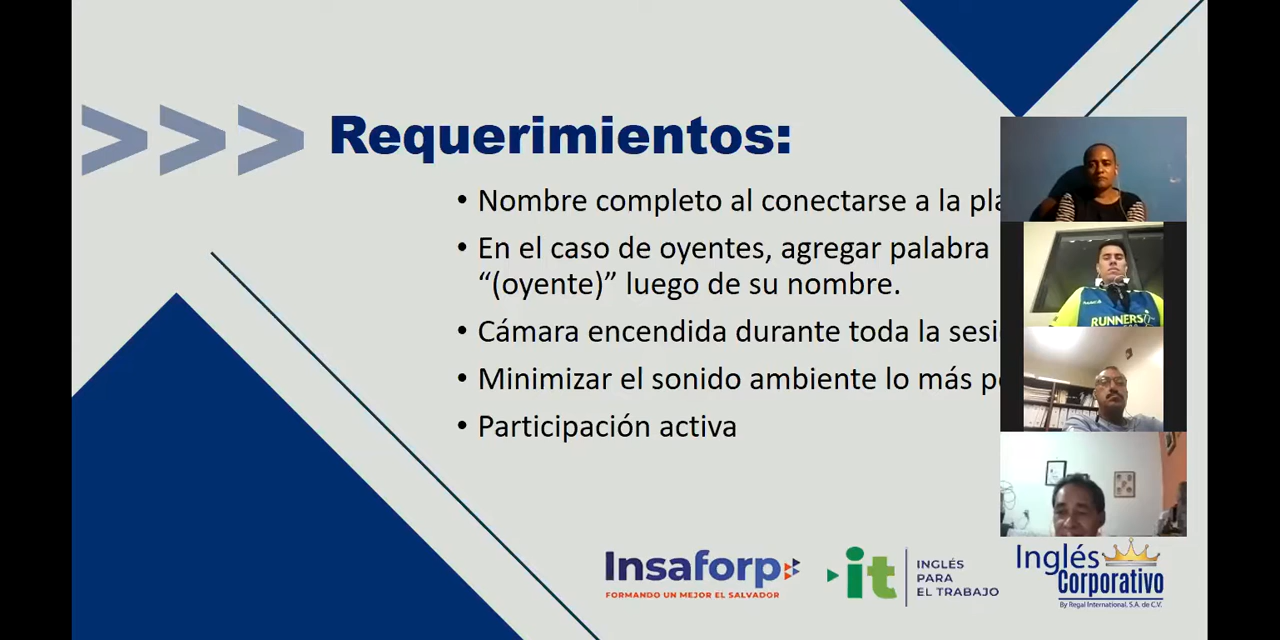 >>> Requerimientos:
• Nombre completo al conectarse a la
• En el caso de oyentes, agregar palabra
“(oyente)” luego de su nombre.
• Cámara encendida durante toda la
• Minimizar el sonido ambiente lo más
• Participación activa
RUNNERS
Insaforp
FORMANDO UN MEJOR EL SALVADOR
it
INGLÉS
PARA
EL TRABAJO
Inglés
Corporativo
By Regal International, S.A. de C.V.